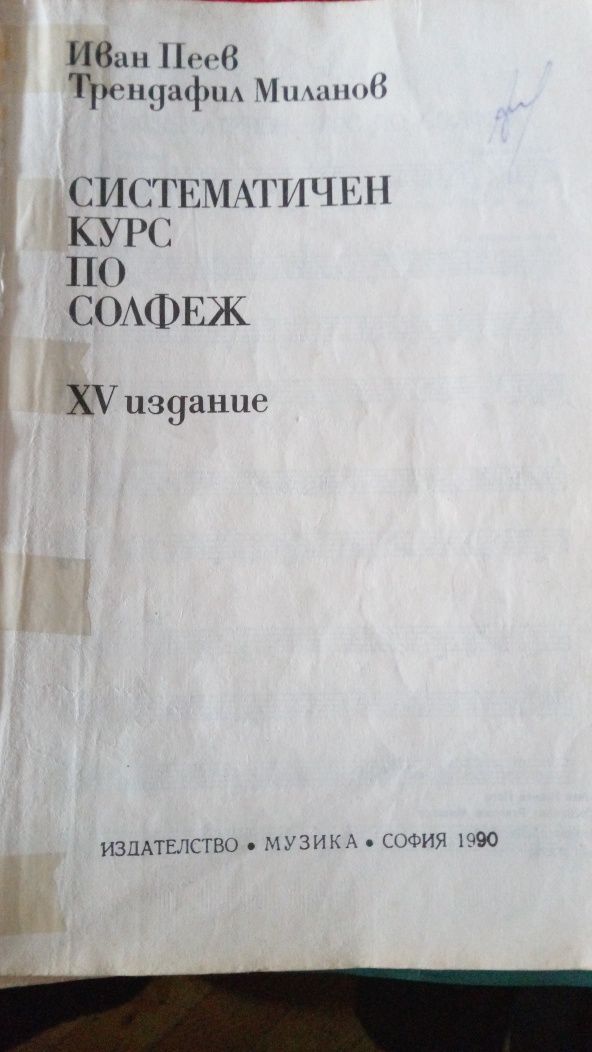 Иван Пеев
Трендафил Миланов
СИСТЕМАТИЧЕН
КУРС
ПО
СОЛФЕЖ
XV издание
ИЗДАТЕЛСТВО • МУЗИКА • СОФИЯ 1990